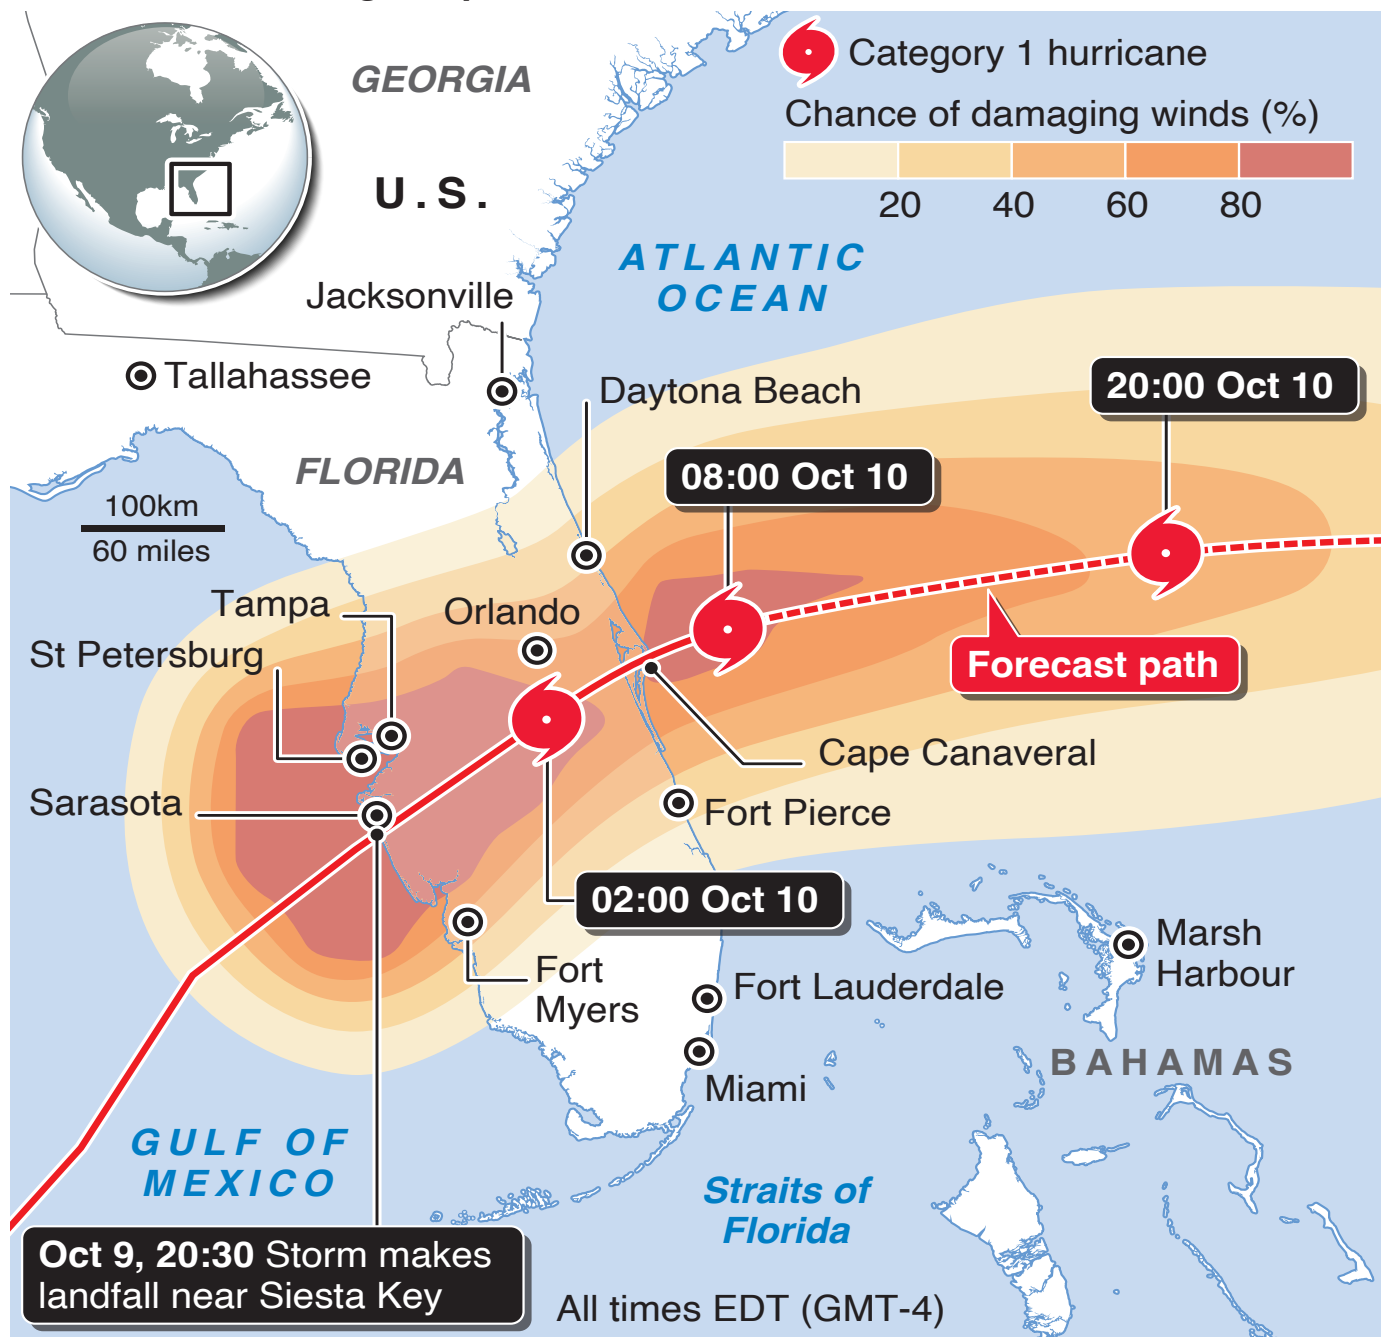 GEORGIA
U.S.
Category 1 hurricane
Chance of damaging winds (%)
20 40 60 80
ATLANTIC
OCEAN
Jacksonville
Tallahassee
Daytona Beach
20:00 Oct 10
FLORIDA
08:00 Oct 10
100km
60 miles
Tampa
Orlando
St Petersburg
Forecast path
Cape Canaveral
Sarasota
Fort Pierce
02:00 Oct 10
Marsh
Harbour
Fort
Myers
Fort Lauderdale
BAHAMAS
Miami
GULF OF
MEXICO
Straits of
Florida
Oct 9, 20:30 Storm makes
landfall near Siesta Key
All times EDT (GMT-4)